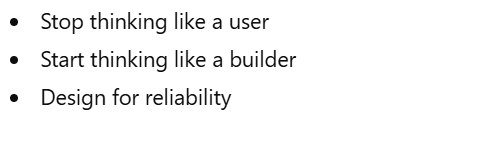 • Stop thinking like a user
• Start thinking like a builder
• Design for reliability